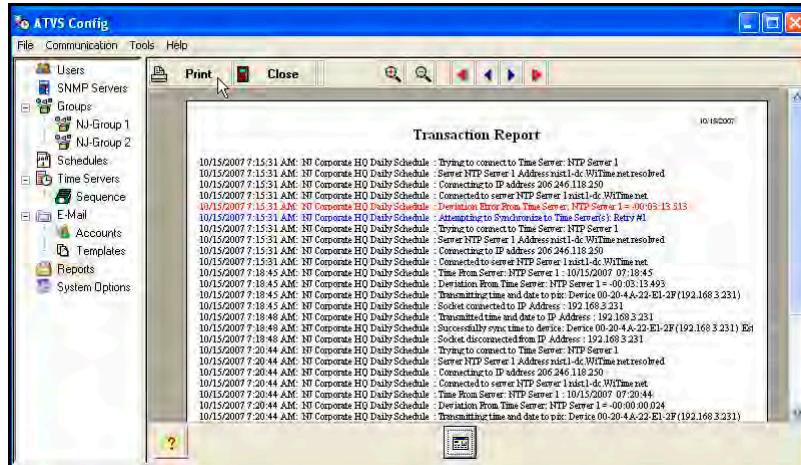 ATVS Config
File Communication Tools Help
Users
SNMP Servers
Groups
NJ-Group 1
NJ-Group 2
Schedules
Time Servers
Sequence
E-Mail
Accounts
Templates
Reports
System Options
Print Close
10/15/2007
Transaction Report
10/15/2007 7:15:31 AM: NJ Corporate HQ Daily Schedule : Trying to connect to Time Server: NTP Server 1
10/15/2007 7:15:31 AM: NJ Corporate HQ Daily Schedule : Server NTP Server 1 Address nist1-dc.WiTime.net resolved
10/15/2007 7:15:31 AM: NJ Corporate HQ Daily Schedule : Connecting to IP address 206.246.118.250
10/15/2007 7:15:31 AM: NJ Corporate HQ Daily Schedule : Connected to server NTP Server 1 nist1-dc.WiTime.net
10/15/2007 7:15:31 AM: NJ Corporate HQ Daily Schedule : Deviation Error From Time Server: NTP Server 1 = -00:03:13.513
10/15/2007 7:15:31 AM: NJ Corporate HQ Daily Schedule : Attempting to Synchronize to Time Server(s): Retry #1
10/15/2007 7:15:31 AM: NJ Corporate HQ Daily Schedule : Trying to connect to Time Server: NTP Server 1
10/15/2007 7:15:31 AM: NJ Corporate HQ Daily Schedule : Server NTP Server 1 Address nist1-dc.WiTime.net resolved
10/15/2007 7:15:31 AM: NJ Corporate HQ Daily Schedule : Connecting to IP address 206.246.118.250
10/15/2007 7:15:31 AM: NJ Corporate HQ Daily Schedule : Connected to server NTP Server 1 nist1-dc.WiTime.net
10/15/2007 7:18:45 AM: NJ Corporate HQ Daily Schedule : Time From Server: NTP Server 1 : 10/15/2007 07:18:45
10/15/2007 7:18:45 AM: NJ Corporate HQ Daily Schedule : Deviation From Time Server: NTP Server 1 = -00:03:13.493
10/15/2007 7:18:45 AM: NJ Corporate HQ Daily Schedule : Transmitting time and date to pix: Device 00-20-4A-22-E1-2F (192.168.3.231)
10/15/2007 7:18:45 AM: NJ Corporate HQ Daily Schedule : Socket connected to IP Address : 192.168.3.231
10/15/2007 7:18:48 AM: NJ Corporate HQ Daily Schedule : Transmitted time and date to IP Address : 192.168.3.231
10/15/2007 7:18:48 AM: NJ Corporate HQ Daily Schedule : Successfully sync time to device: Device 00-20-4A-22-E1-2F (192.168.3.231) Ext
10/15/2007 7:18:48 AM: NJ Corporate HQ Daily Schedule : Socket disconnected from IP Address : 192.168.3.231
10/15/2007 7:20:44 AM: NJ Corporate HQ Daily Schedule : Trying to connect to Time Server: NTP Server 1
10/15/2007 7:20:44 AM: NJ Corporate HQ Daily Schedule : Server NTP Server 1 Address nist1-dc.WiTime.net resolved
10/15/2007 7:20:44 AM: NJ Corporate HQ Daily Schedule : Connecting to IP address 206.246.118.250
10/15/2007 7:20:44 AM: NJ Corporate HQ Daily Schedule : Connected to server NTP Server 1 nist1-dc.WiTime.net
10/15/2007 7:20:44 AM: NJ Corporate HQ Daily Schedule : Time From Server: NTP Server 1 : 10/15/2007 07:20:44
10/15/2007 7:20:44 AM: NJ Corporate HQ Daily Schedule : Deviation From Time Server: NTP Server 1 = -00:00:00.024
10/15/2007 7:20:44 AM: NJ Corporate HQ Daily Schedule : Transmitting time and date to pix: Device 00-20-4A-22-E1-2F (192.168.3.231)
?